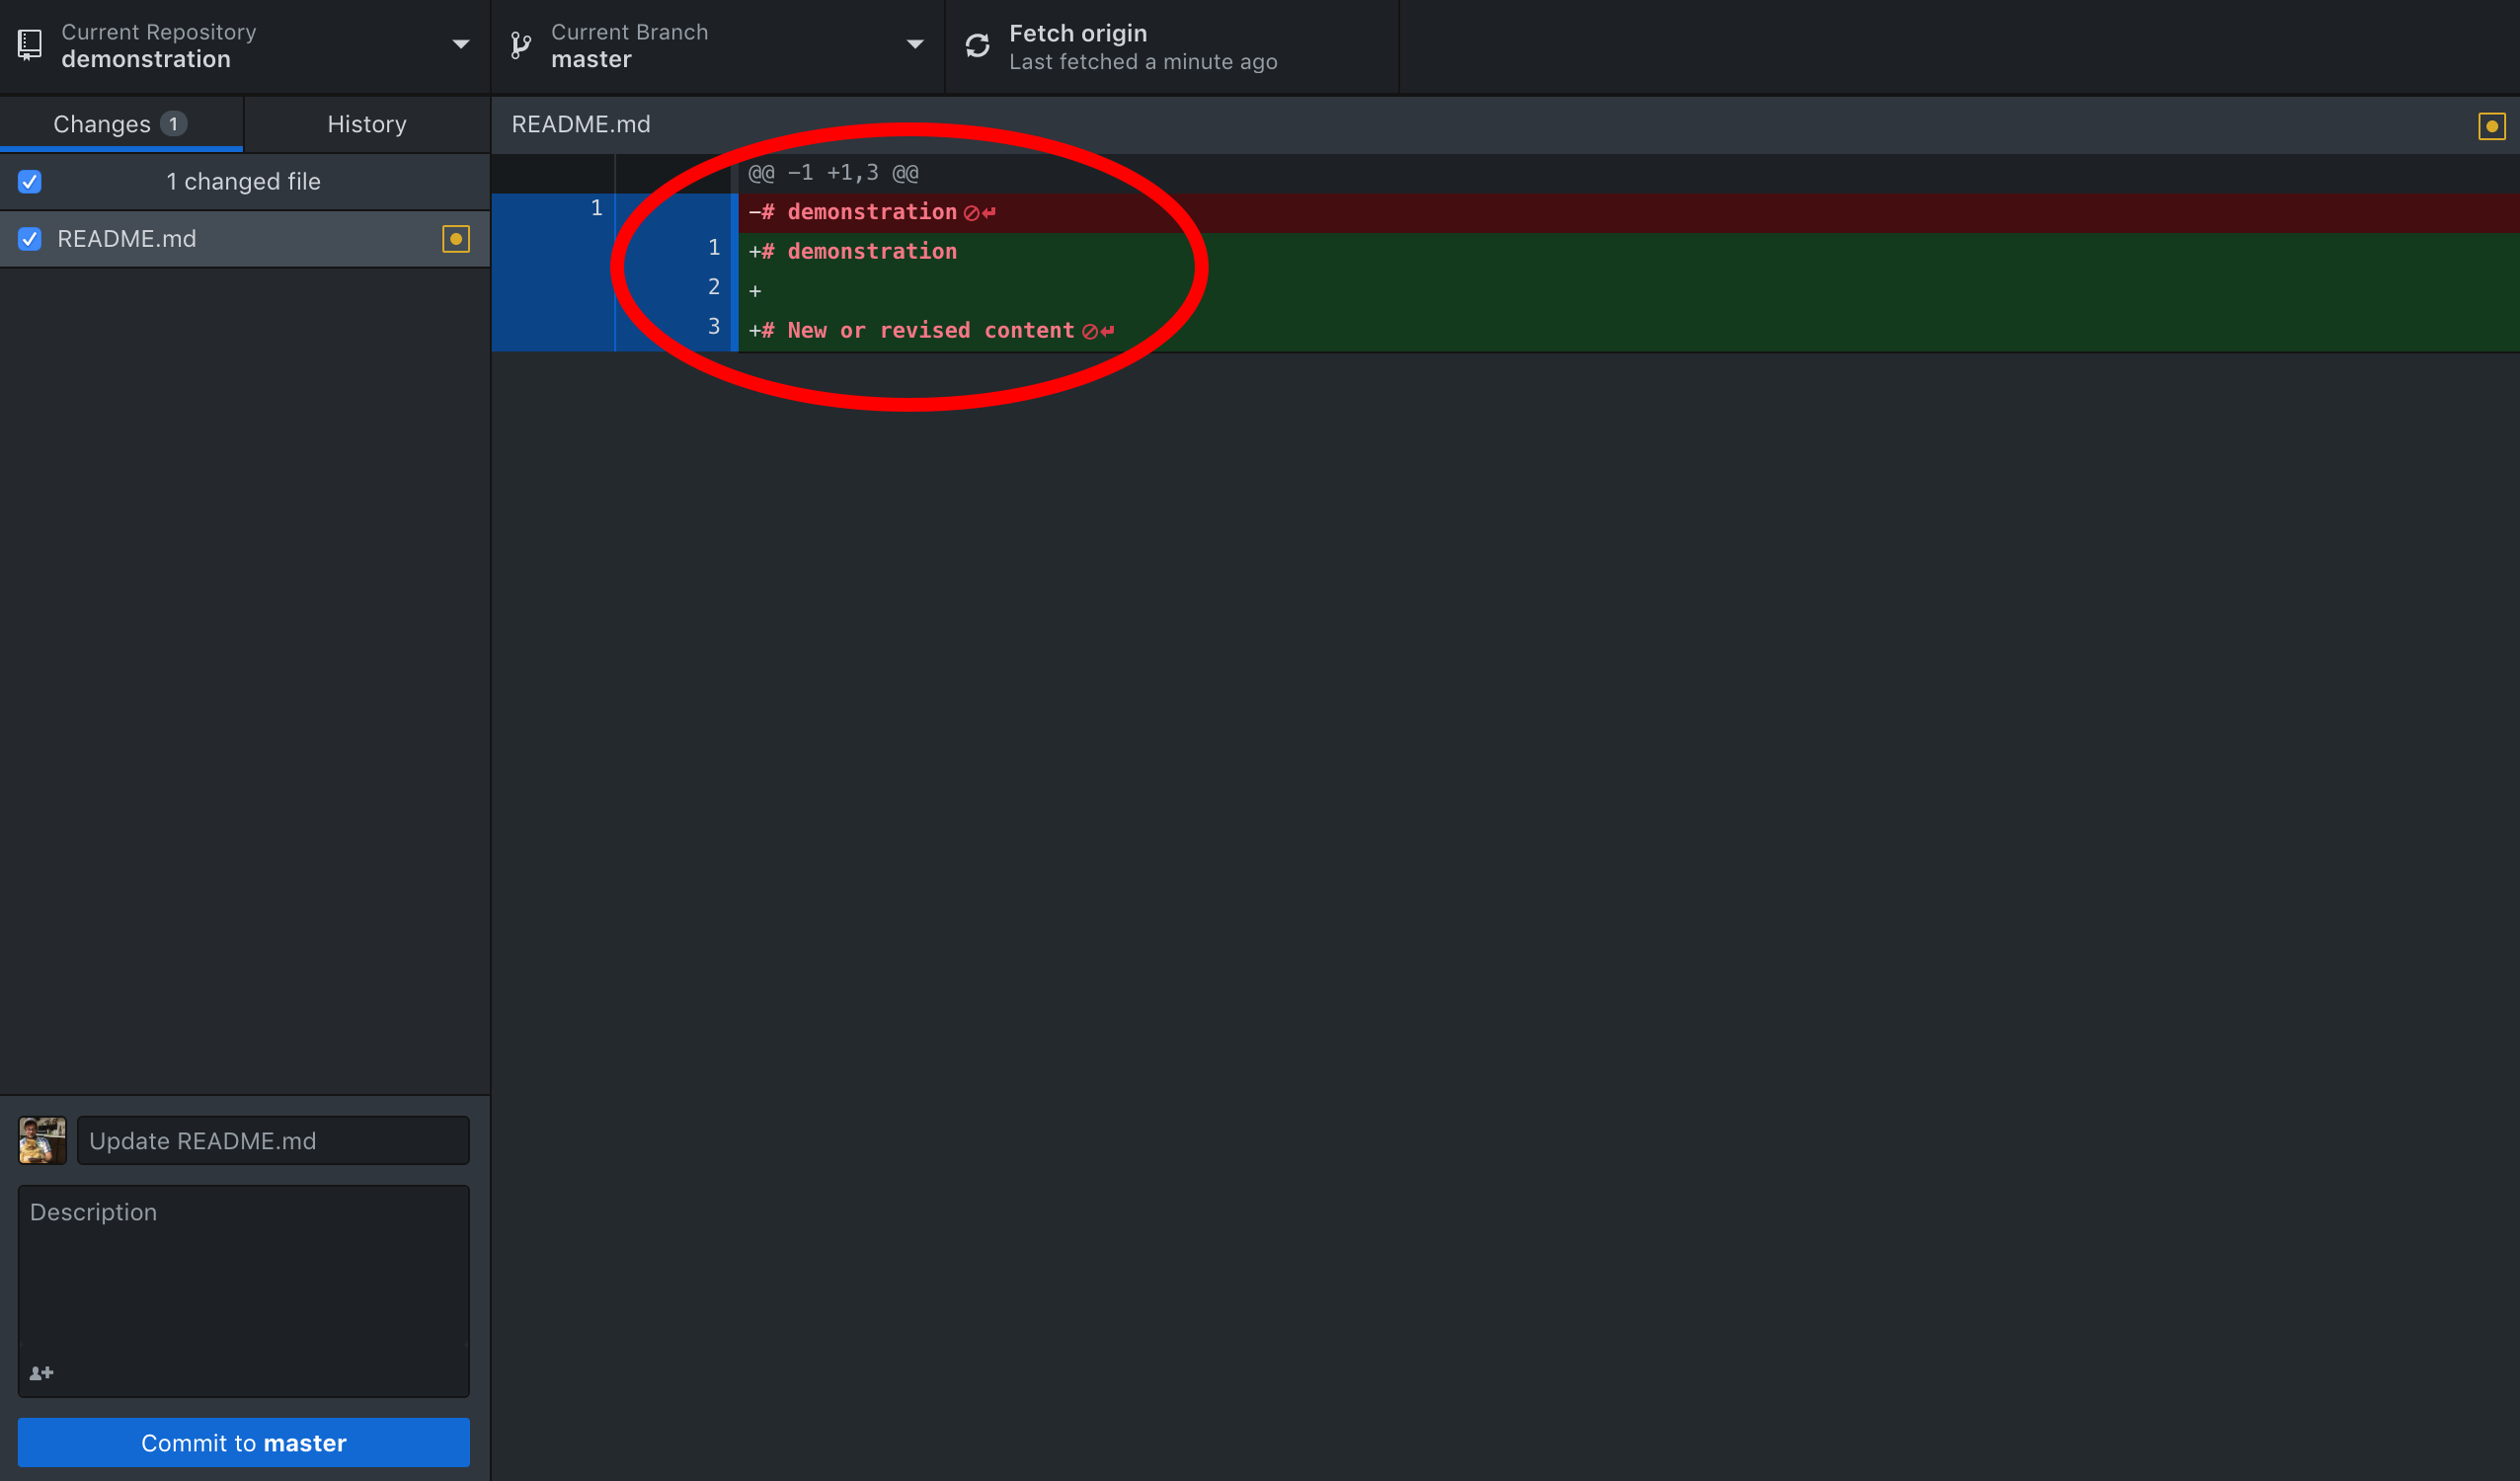 Current Repository
demonstration
Current Branch
master
Fetch origin
Last fetched a minute ago
Changes 1
History
README.md
1 changed file
README.md
@@ -1 +1,3 @@
1 -# demonstration
1 +# demonstration
2 +
3 +# New or revised content
Update README.md
Description
Commit to master